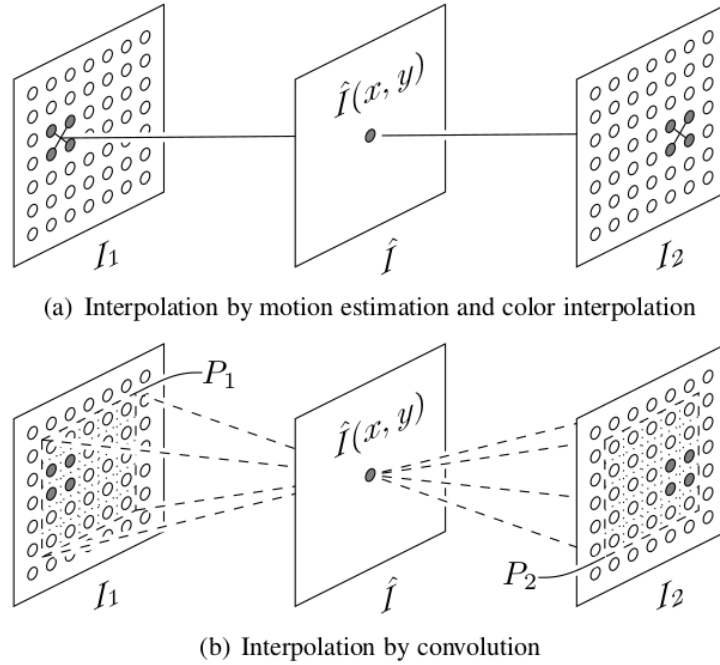 Î(x, y)
I1 Î I2
(a) Interpolation by motion estimation and color interpolation
P1
Î(x, y)
P2
I1 Î I2
(b) Interpolation by convolution